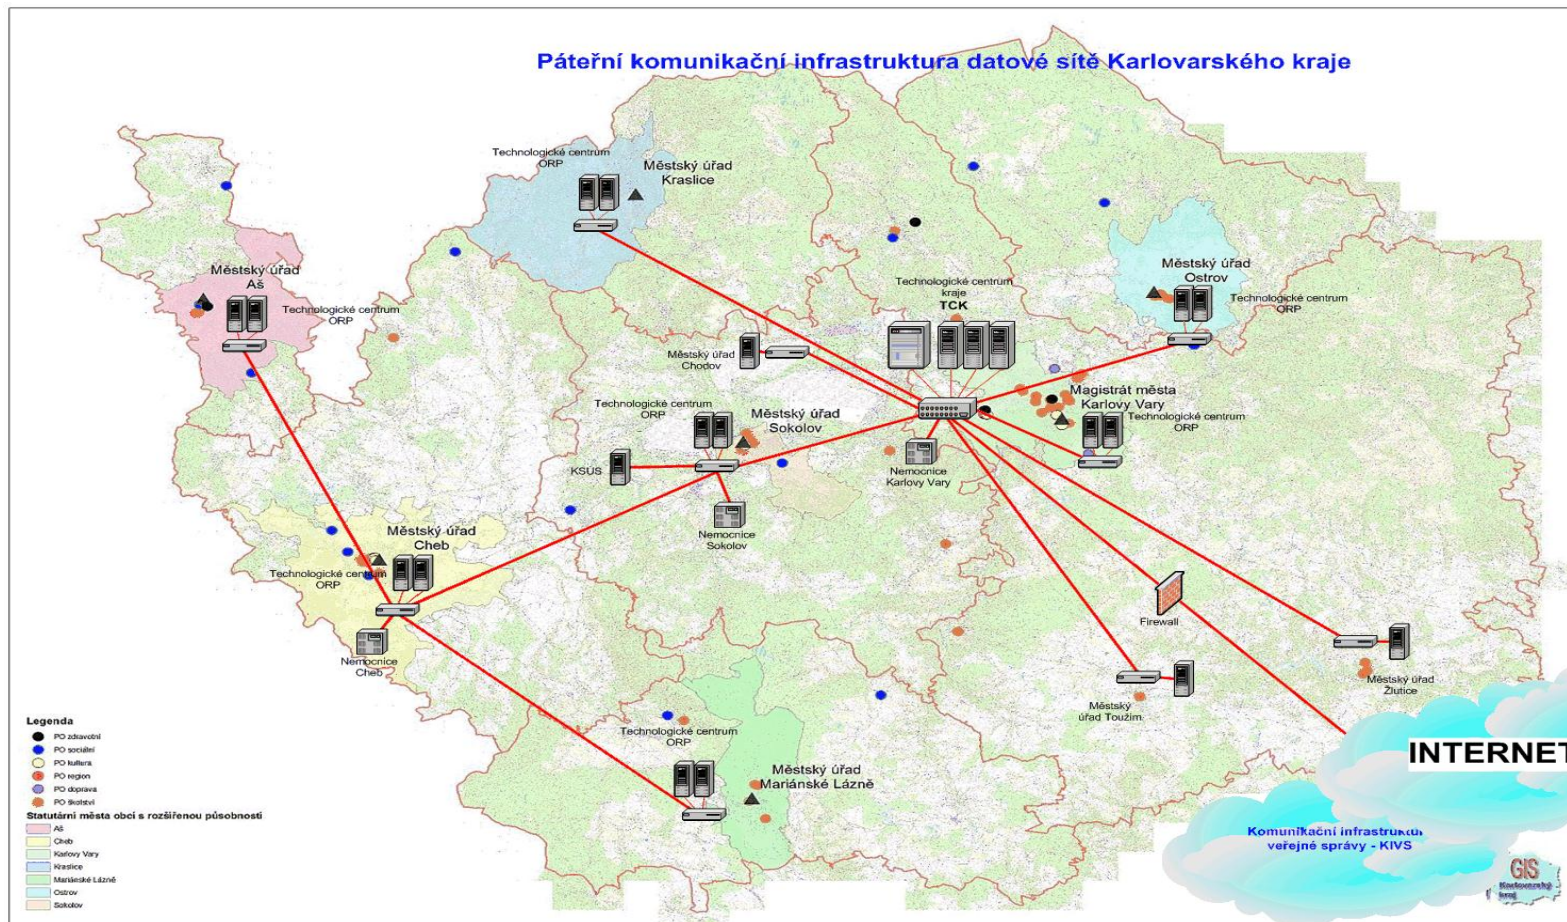 Páteřní komunikační infrastruktura datové sítě Karlovarského kraje
Technologické centrum
ORP
Městský úřad
Kraslice
Městský úřad
Aš
Technologické centrum
ORP
Technologické centrum
kraje
TCK
Městský úřad
Ostrov
Technologické centrum
ORP
Městský úřad
Chodov
Technologické centrum
ORP
Městský úřad
Sokolov
Magistrát města
Karlovy Vary
Technologické centrum
ORP
KSÚS
Nemocnice
Karlovy Vary
Nemocnice
Sokolov
Městský úřad
Cheb
Technologické centrum
ORP
Nemocnice
Cheb
Firewall
Městský úřad
Žlutice
Městský
úřad Toužim
Technologické centrum
ORP
Městský úřad
Mariánské Lázně
INTERNET
Komunikační infrastruktur
veřejné správy - KIVS
GIS
Karlovarský
kraj
Legenda
PO zdravotní
PO sociální
PO kultura
PO region
PO doprava
PO školství
Statutární města obcí s rozšířenou působností
Aš
Cheb
Karlovy Vary
Kraslice
Mariánské Lázně
Ostrov
Sokolov